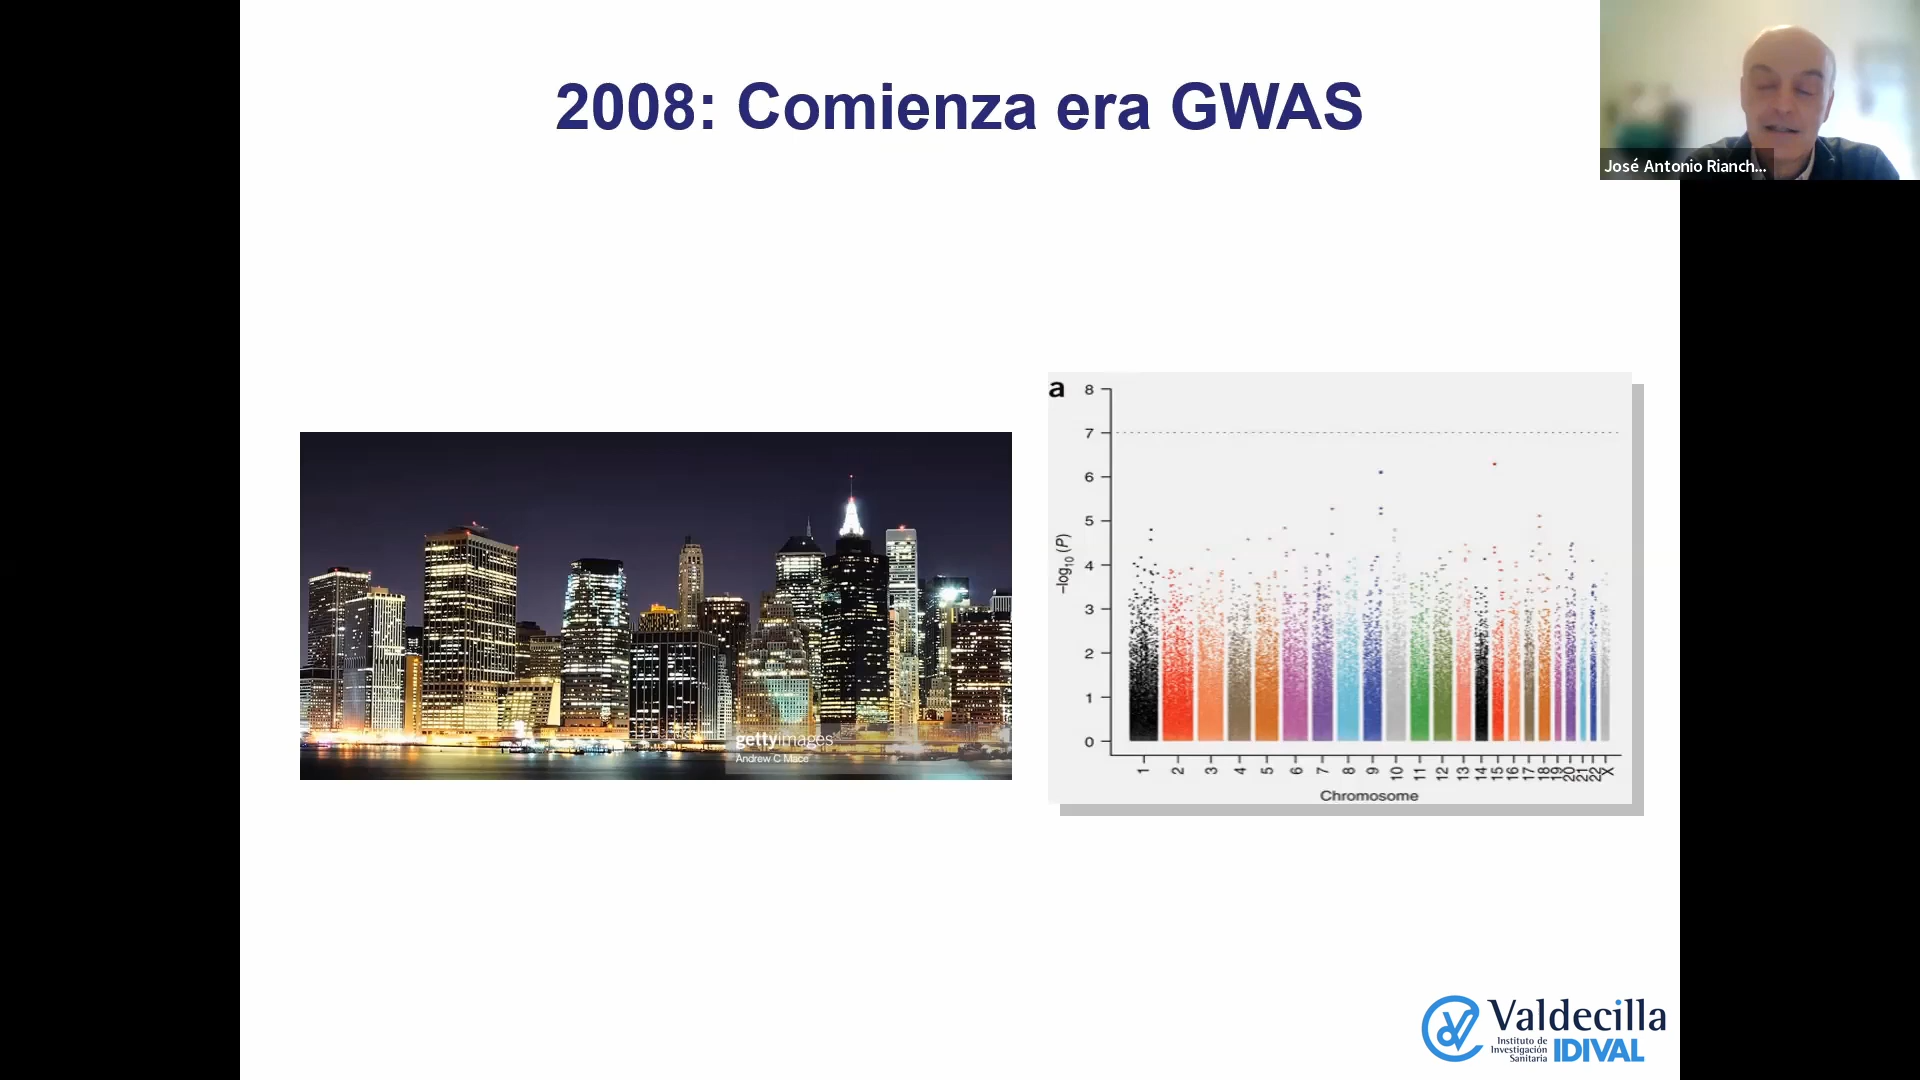 2008: Comienza era GWAS
José Antonio Rianch...
a
8
7
6
5
4
3
2
1
0
–log10 (P)
1 2 3 4 5 6 7 8 9 10 11 12 13 14 15 16 17 18 19 20 21 22 X
Chromosome
gettyimages
Andrew C Mace
Valdecilla
Instituto de
Investigación
Sanitaria
IDIVAL